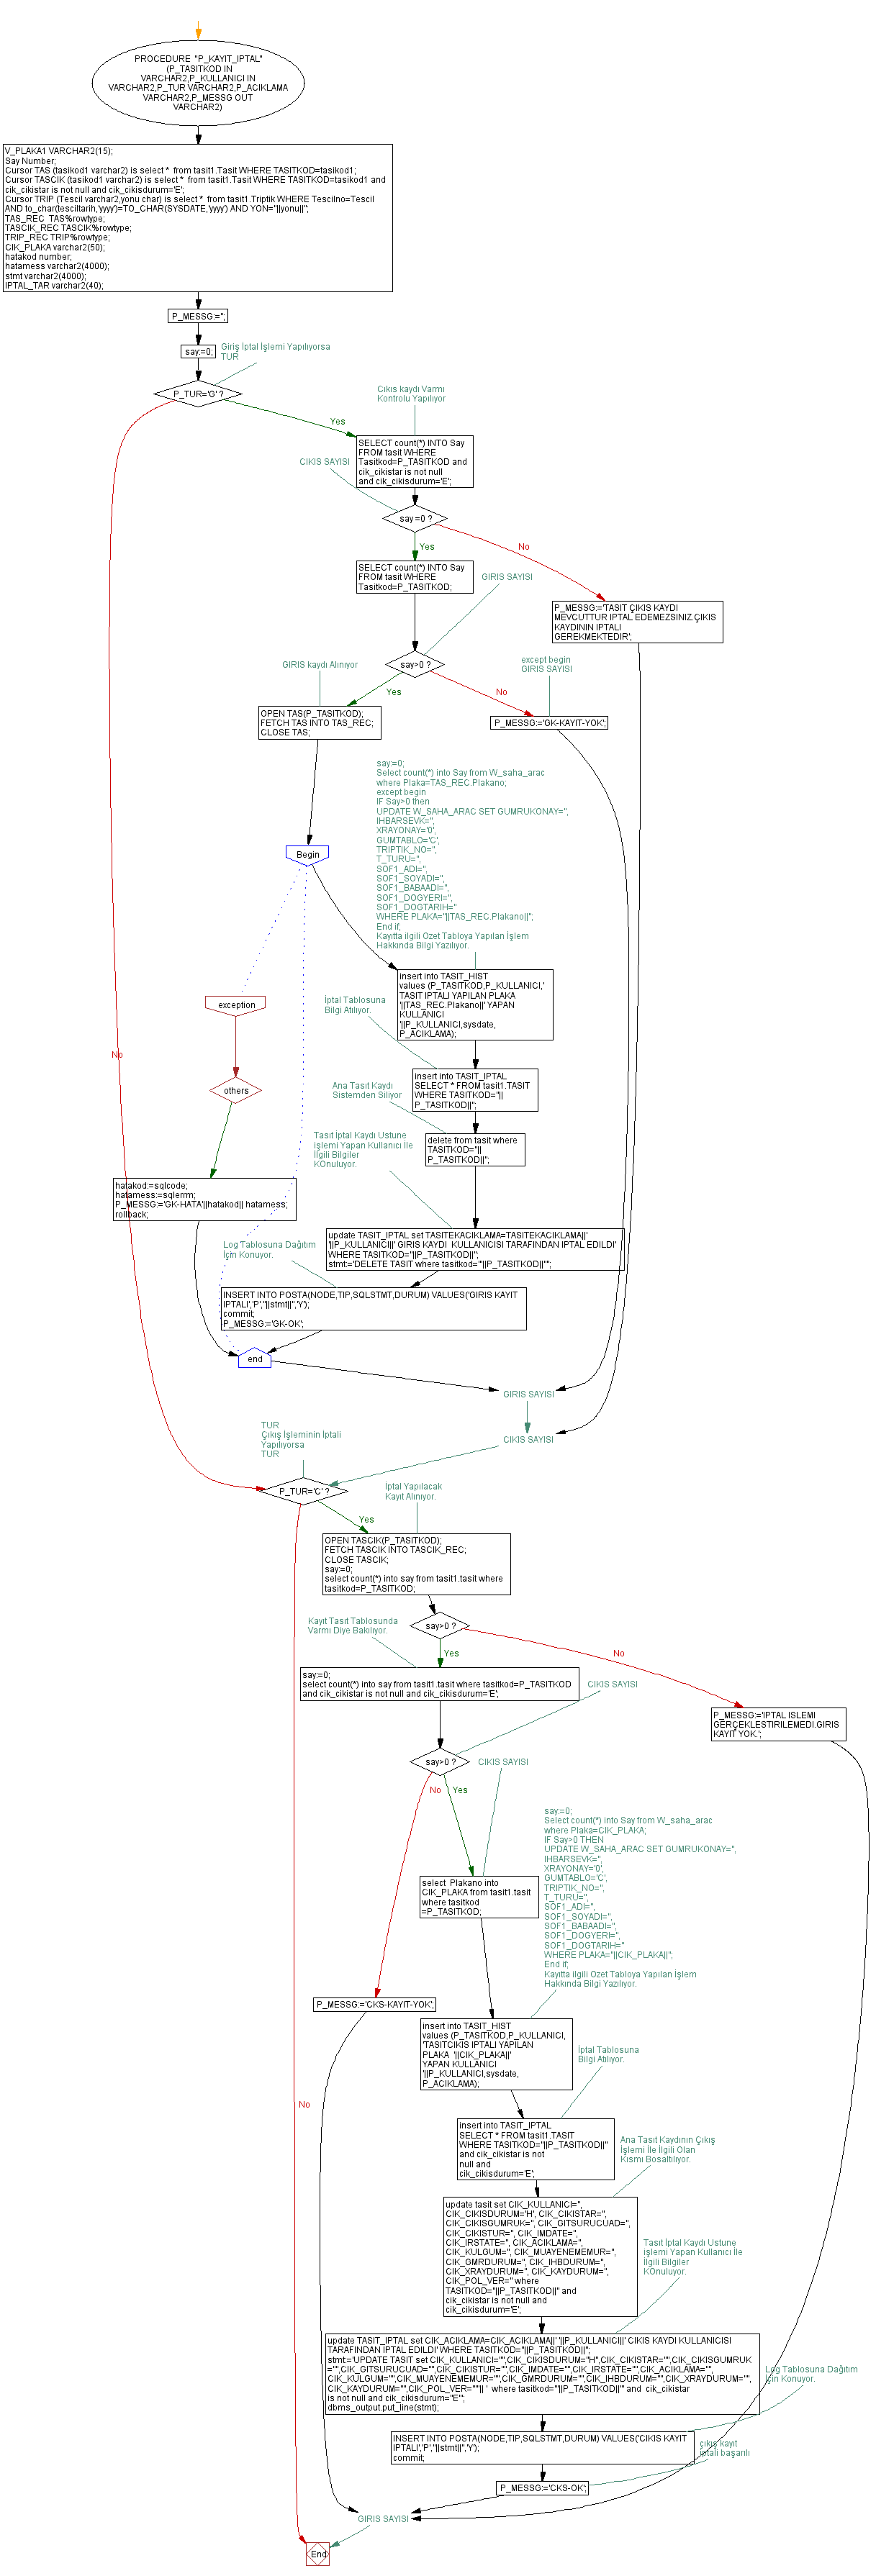 PROCEDURE "P_KAYIT_IPTAL"
(P_TASITKOD IN
VARCHAR2,P_KULLANICI IN
VARCHAR2,P_TUR VARCHAR2,P_ACIKLAMA
VARCHAR2,P_MESSG OUT
VARCHAR2)
V_PLAKA1 VARCHAR2(15);
Say Number;
Cursor TAS (tasikod1 varchar2) is select * from tasit1.Tasit WHERE TASITKOD=tasikod1;
Cursor TASCIK (tasikod1 varchar2) is select * from tasit1.Tasit WHERE TASITKOD=tasikod1 and
cik_cikistar is not null and cik_cikisdurum='E';
Cursor TRIP (Tescil varchar2,yonu char) is select * from tasit1.Triptik WHERE Tescilno=Tescil
AND to_char(tesciltarih,'yyyy')=TO_CHAR(SYSDATE,'yyyy') AND YON=''||yonu||'';
TAS_REC TAS%rowtype;
TASCIK_REC TASCIK%rowtype;
TRIP_REC TRIP%rowtype;
CIK_PLAKA varchar2(50);
hatakod number;
hatamess varchar2(4000);
stmt varchar2(4000);
IPTAL_TAR varchar2(40);
P_MESSG:='';
say:=0;
Giriş İptal İşlemi Yapılıyorsa
TUR
P_TUR='G' ?
Yes
Cıkıs kaydı Varmı
Kontrolu Yapılıyor
SELECT count(*) INTO Say
FROM tasit WHERE
Tasitkod=P_TASITKOD and
cik_cikistar is not null
and cik_cikisdurum='E';
CIKIS SAYISI
say =0 ?
Yes
No
SELECT count(*) INTO Say
FROM tasit WHERE
Tasitkod=P_TASITKOD;
GIRIS SAYISI
P_MESSG:='TASIT ÇIKIS KAYDI
MEVCUTTUR IPTAL EDEMEZSINIZ.ÇIKIS
KAYDININ IPTALI
GEREKMEKTEDIR';
say>0 ?
Yes
No
GIRIS kaydı Alınıyor
except begin
GIRIS SAYISI
OPEN TAS(P_TASITKOD);
FETCH TAS INTO TAS_REC;
CLOSE TAS;
P_MESSG:='GK-KAYIT-YOK';
say:=0;
Select count(*) into Say from W_saha_arac
where Plaka=TAS_REC.Plakano;
except begin
IF Say>0 then
UPDATE W_SAHA_ARAC SET GUMRUKONAY='',
IHBARSEVK='',
XRAYONAY='0',
GUMTABLO='C',
TRIPTIK_NO='',
T_TURU='',
SOF1_ADI='',
SOF1_SOYADI='',
SOF1_BABAADI='',
SOF1_DOGYERI='',
SOF1_DOGTARIH=''
WHERE PLAKA=''||TAS_REC.Plakano||'';
End if;
Kayıtta ilgili Özet Tabloya Yapılan İşlem
Hakkında Bilgi Yazılıyor.
Begin
insert into TASIT_HIST
values (P_TASITKOD,P_KULLANICI,'
TASIT IPTALI YAPILAN PLAKA
'||TAS_REC.Plakano||' YAPAN
KULLANICI
'||P_KULLANICI,sysdate,
P_ACIKLAMA);
exception
others
İptal Tablosuna
Bilgi Atılıyor.
insert into TASIT_IPTAL
SELECT * FROM tasit1.TASIT
WHERE TASITKOD=''||
P_TASITKOD||'';
No
Ana Tasıt Kaydı
Sistemden Siliyor
delete from tasit where
TASITKOD=''||
P_TASITKOD||'';
Tasıt İptal Kaydı Ustune
işlemi Yapan Kullanıcı İle
İlgili Bilgiler
KOnuluyor.
hatakod:=sqlcode;
hatamess:=sqlerrm;
P_MESSG:='GK-HATA'||hatakod|| hatamess;
rollback;
update TASIT_IPTAL set TASITEKACIKLAMA=TASITEKACIKLAMA||'
'||P_KULLANICI||' GIRIS KAYDI KULLANICISI TARAFINDAN IPTAL EDILDI'
WHERE TASITKOD=''||P_TASITKOD||'';
stmt:='DELETE TASIT where tasitkod='''||P_TASITKOD||''';
Log Tablosuna Dağıtım
İçin Konuyor.
INSERT INTO POSTA(NODE,TIP,SQLSTMT,DURUM) VALUES('GIRIS KAYIT
IPTALI','P',''||stmt||'','Y');
commit;
P_MESSG:='GK-OK';
end
GIRIS SAYISI
CIKIS SAYISI
TUR
Çıkış İşleminin İptali
Yapılıyorsa
TUR
P_TUR='C' ?
Yes
İptal Yapılacak
Kayıt Alınıyor.
OPEN TASCIK(P_TASITKOD);
FETCH TASCIK INTO TASCIK_REC;
CLOSE TASCIK;
say:=0;
select count(*) into say from tasit1.tasit where
tasitkod=P_TASITKOD;
say>0 ?
Yes
No
Kayıt Tasıt Tablosunda
Varmı Diye Bakılıyor.
say:=0;
select count(*) into say from tasit1.tasit where tasitkod=P_TASITKOD
and cik_cikistar is not null and cik_cikisdurum='E';
CIKIS SAYISI
P_MESSG:='IPTAL ISLEMI
GERÇEKLESTIRILEMEDI.GIRIS
KAYIT YOK.';
say>0 ?
No
Yes
CIKIS SAYISI
say:=0;
Select count(*) into Say from W_saha_arac
where Plaka=CIK_PLAKA;
IF Say>0 THEN
UPDATE W_SAHA_ARAC SET GUMRUKONAY='',
IHBARSEVK='',
XRAYONAY='0',
GUMTABLO='C',
TRIPTIK_NO='',
T_TURU='',
SOF1_ADI='',
SOF1_SOYADI='',
SOF1_BABAADI='',
SOF1_DOGYERI='',
SOF1_DOGTARIH=''
WHERE PLAKA=''||CIK_PLAKA||'';
End if;
Kayıtta ilgili Özet Tabloya Yapılan İşlem
Hakkında Bilgi Yazılıyor.
select Plakano into
CIK_PLAKA from tasit1.tasit
where tasitkod
=P_TASITKOD;
P_MESSG:='CKS-KAYIT-YOK';
insert into TASIT_HIST
values (P_TASITKOD,P_KULLANICI,
'TASITCIKIS IPTALI YAPILAN
PLAKA '||CIK_PLAKA||'
YAPAN KULLANICI
'||P_KULLANICI,sysdate,
P_ACIKLAMA);
İptal Tablosuna
Bilgi Atılıyor.
No
insert into TASIT_IPTAL
SELECT * FROM tasit1.TASIT
WHERE TASITKOD=''||P_TASITKOD||''
and cik_cikistar is not
null and
cik_cikisdurum='E';
Ana Tasıt Kaydının Çıkış
İşlemi İle İlgili Olan
Kısmı Bosaltılıyor.
update tasit set CIK_KULLANICI='',
CIK_CIKISDURUM='H', CIK_CIKISTAR='',
CIK_CIKISGUMRUK='', CIK_GITSURUCUAD='',
CIK_CIKISTUR='', CIK_IMDATE='',
CIK_IRSTATE='', CIK_ACIKLAMA='',
CIK_KULGUM='', CIK_MUAYENEMEMUR='',
CIK_GMRDURUM='', CIK_IHBDURUM='',
CIK_XRAYDURUM='', CIK_KAYDURUM='',
CIK_POL_VER='' where
TASITKOD=''||P_TASITKOD||'' and
cik_cikistar is not null and
cik_cikisdurum='E';
Tasıt İptal Kaydı Ustune
işlemi Yapan Kullanıcı İle
İlgili Bilgiler
KOnuluyor.
update TASIT_IPTAL set CIK_ACIKLAMA=CIK_ACIKLAMA||' '||P_KULLANICI||' CIKIS KAYDI KULLANICISI
TARAFINDAN IPTAL EDILDI' WHERE TASITKOD=''||P_TASITKOD||'';
stmt:='UPDATE TASIT set CIK_KULLANICI='''',CIK_CIKISDURUM=''H'',CIK_CIKISTAR='''',CIK_CIKISGUMRUK
='''',CIK_GITSURUCUAD='''',CIK_CIKISTUR='''',CIK_IMDATE='''',CIK_IRSTATE='''',CIK_ACIKLAMA='''',
CIK_KULGUM='''',CIK_MUAYENEMEMUR='''',CIK_GMRDURUM='''',CIK_IHBDURUM='''',CIK_XRAYDURUM='''',
CIK_KAYDURUM='''',CIK_POL_VER=''''|| ' where tasitkod='''||P_TASITKOD||''' and cik_cikistar
is not null and cik_cikisdurum=''E''';
dbms_output.put_line(stmt);
Log Tablosuna Dağıtım
İçin Konuyor.
INSERT INTO POSTA(NODE,TIP,SQLSTMT,DURUM) VALUES('CIKIS KAYIT
IPTALI','P',''||stmt||'','Y');
commit;
çıkış kayıt
iptali başarılı
P_MESSG:='CKS-OK';
GIRIS SAYISI
End